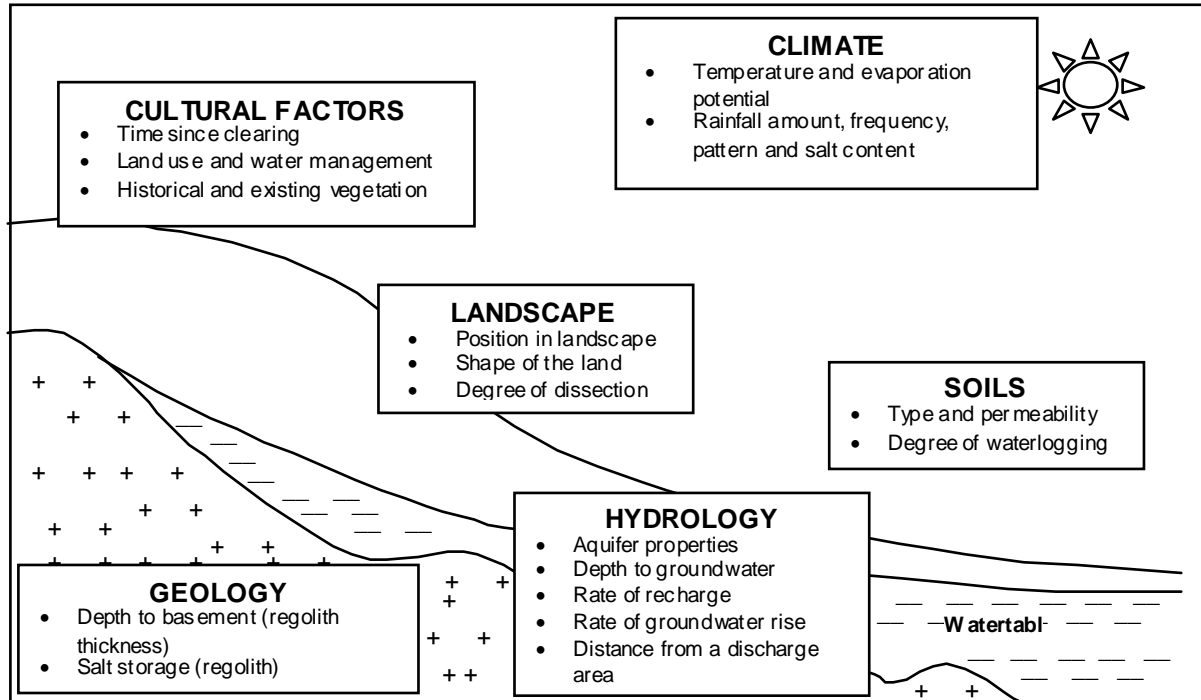 CLIMATE
• Temperature and evaporation
potential
• Rainfall amount, frequency,
pattern and salt content
CULTURAL FACTORS
• Time since clearing
• Land use and water management
• Historical and existing vegetation
LANDSCAPE
• Position in landscape
• Shape of the land
• Degree of dissection
SOILS
• Type and permeability
• Degree of waterlogging
HYDROLOGY
• Aquifer properties
• Depth to groundwater
• Rate of recharge
• Rate of groundwater rise
• Distance from a discharge
area
GEOLOGY
• Depth to basement (regolith
thickness)
• Salt storage (regolith)
Watertabl